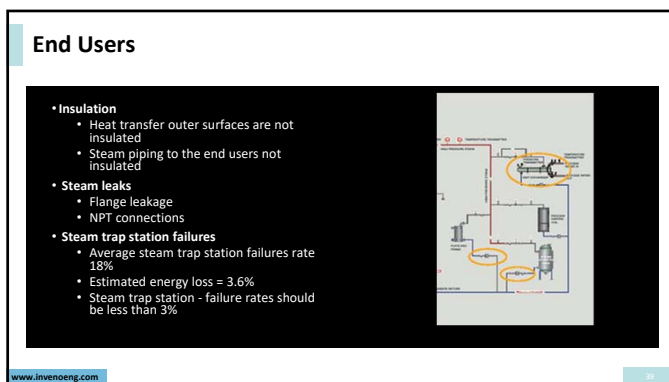 End Users
• Insulation
• Heat transfer outer surfaces are not
insulated
• Steam piping to the end users not
insulated
• Steam leaks
• Flange leakage
• NPT connections
• Steam trap station failures
• Average steam trap station failures rate
18%
• Estimated energy loss = 3.6%
• Steam trap station - failure rates should
be less than 3%
www.invenoeng.com
39